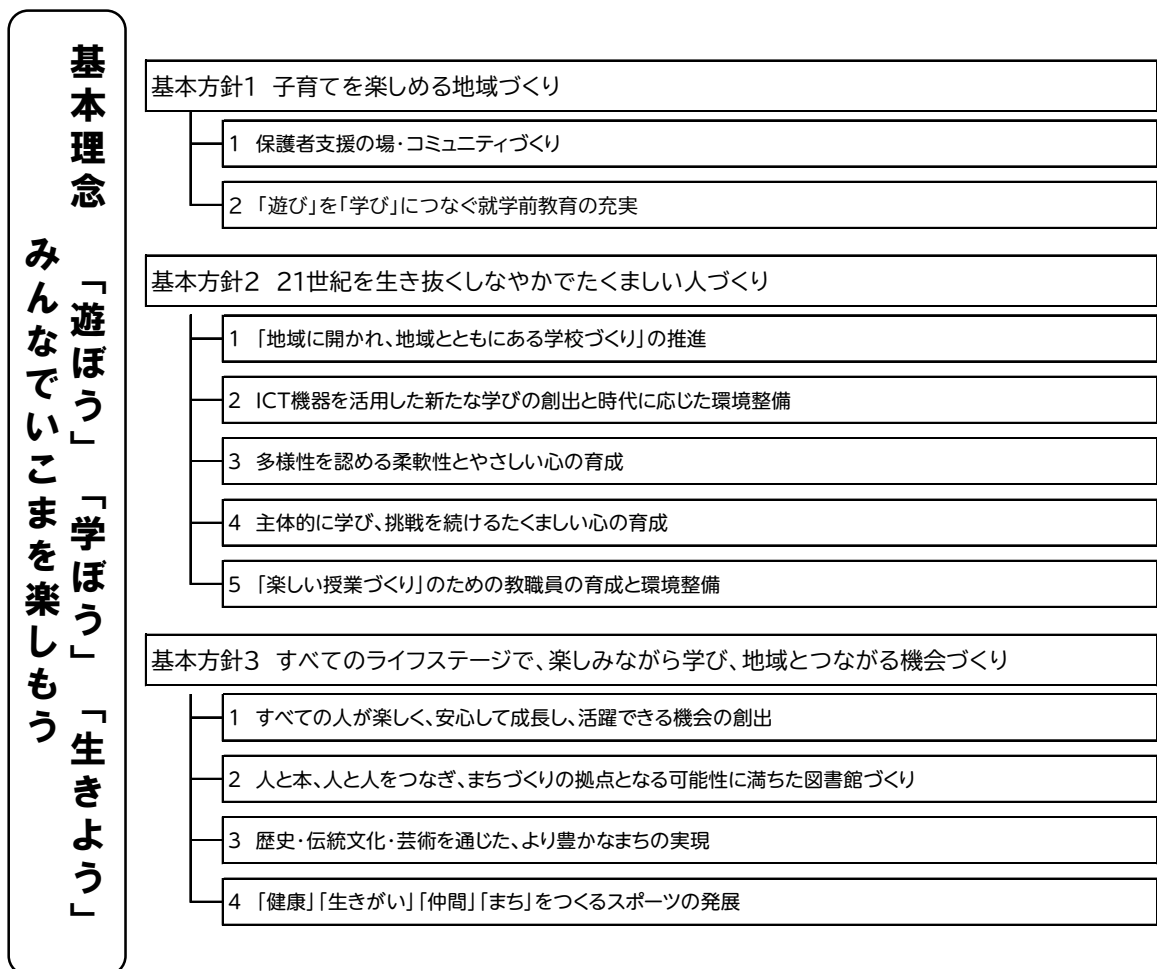 基本理念 「遊ぼう」 「学ぼう」 「生きよう」
みんなでいこまを楽しもう
基本方針1 子育てを楽しめる地域づくり
1 保護者支援の場・コミュニティづくり
2 「遊び」を「学び」につなぐ就学前教育の充実
基本方針2 21世紀を生き抜くしなやかでたくましい人づくり
1 「地域に開かれ、地域とともにある学校づくり」の推進
2 ICT機器を活用した新たな学びの創出と時代に応じた環境整備
3 多様性を認める柔軟性とやさしい心の育成
4 主体的に学び、挑戦を続けるたくましい心の育成
5 「楽しい授業づくり」のための教職員の育成と環境整備
基本方針3 すべてのライフステージで、楽しみながら学び、地域とつながる機会づくり
1 すべての人が楽しく、安心して成長し、活躍できる機会の創出
2 人と本、人と人をつなぎ、まちづくりの拠点となる可能性に満ちた図書館づくり
3 歴史・伝統文化・芸術を通じた、より豊かなまちの実現
4 「健康」「生きがい」「仲間」「まち」をつくるスポーツの発展